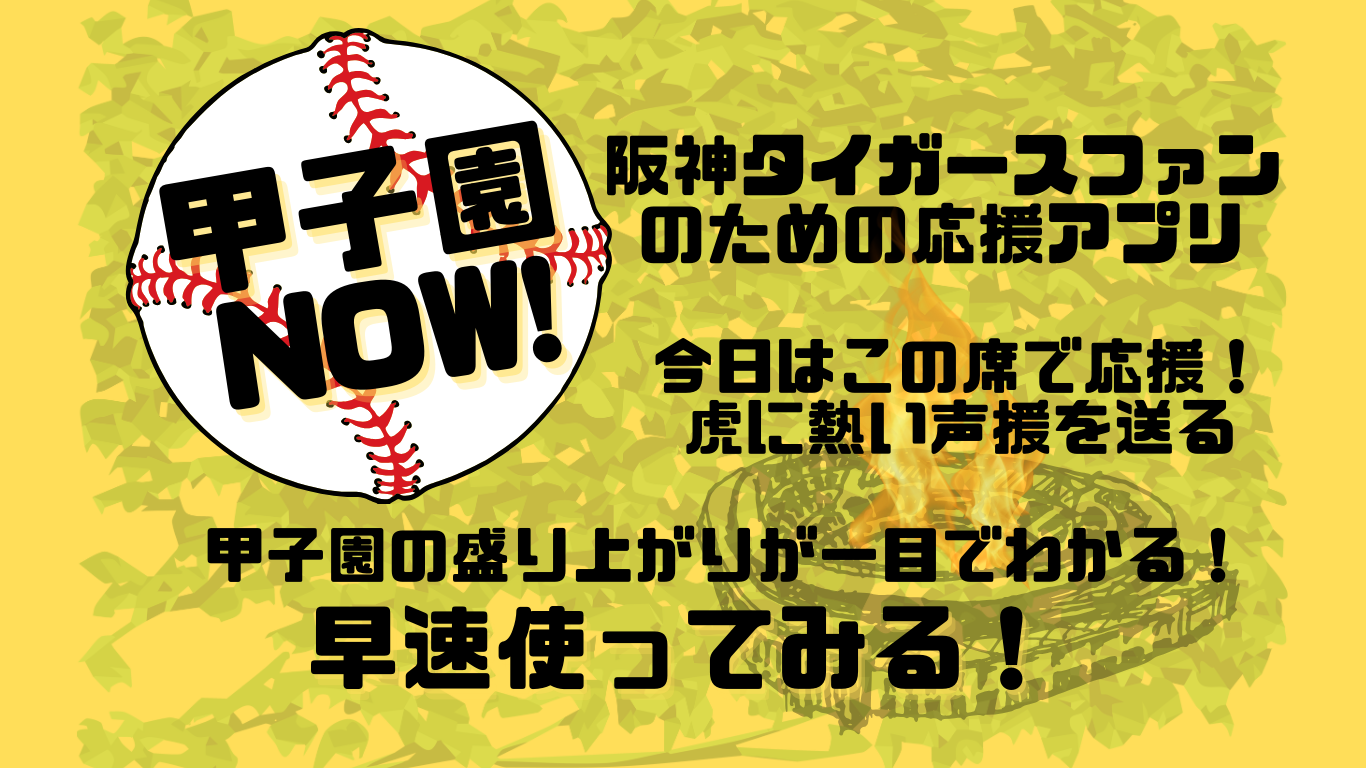 甲子園
NOW!
阪神タイガースファン
のための応援アプリ
今日はこの席で応援！
虎に熱い声援を送る
甲子園の盛り上がりが一目でわかる！
早速使ってみる！